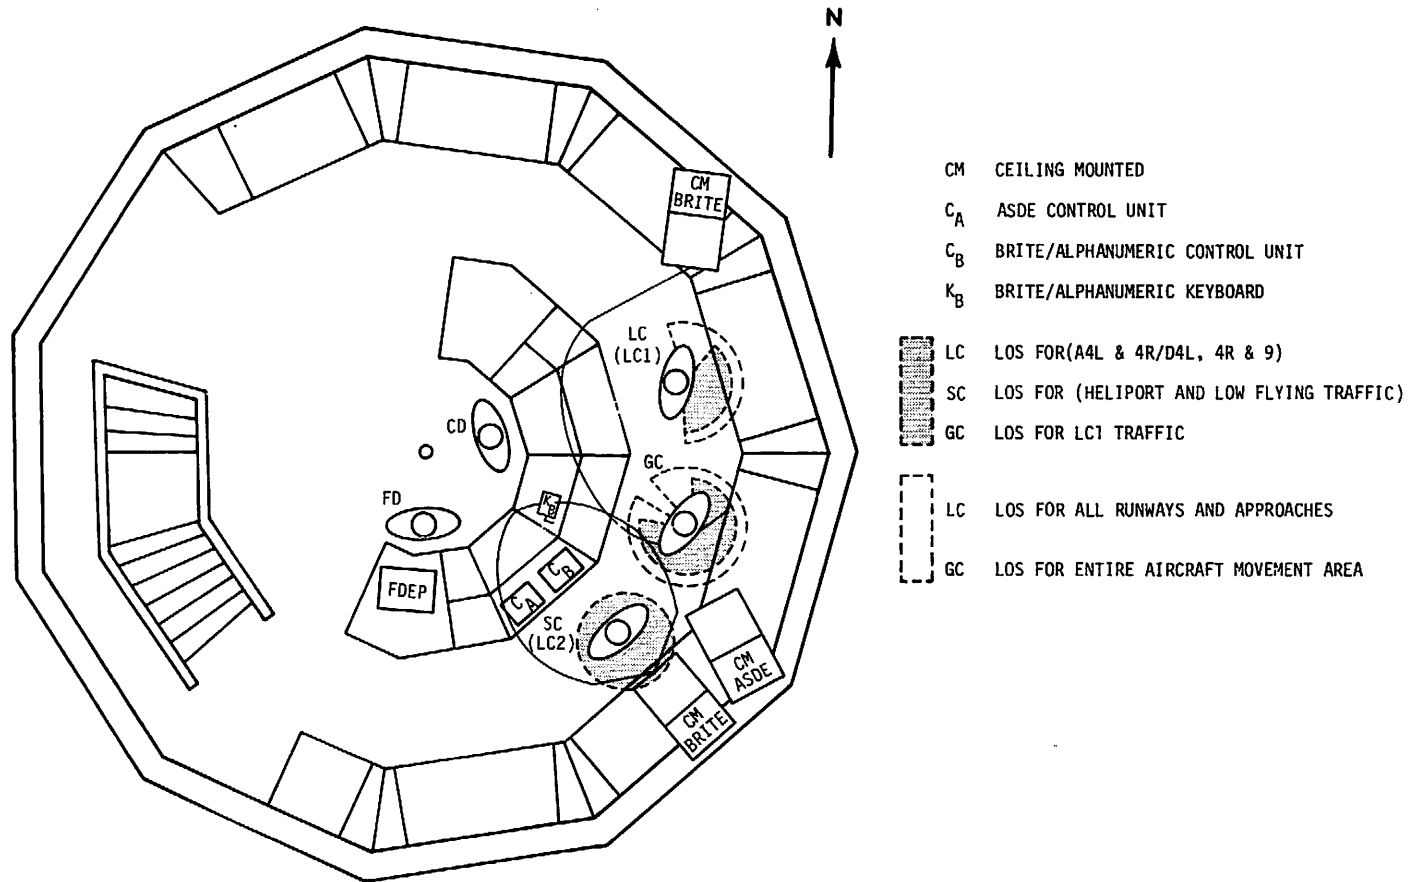 N
CM
BRITE
LC
(LC1)
CD
GC
FD
K_B
FDEP
C_A
C_B
SC
(LC2)
CM
ASDE
CM
BRITE
CM CEILING MOUNTED
C_A ASDE CONTROL UNIT
C_B BRITE/ALPHANUMERIC CONTROL UNIT
K_B BRITE/ALPHANUMERIC KEYBOARD
LC LOS FOR(A4L & 4R/D4L, 4R & 9)
SC LOS FOR (HELIPORT AND LOW FLYING TRAFFIC)
GC LOS FOR LC1 TRAFFIC
LC LOS FOR ALL RUNWAYS AND APPROACHES
GC LOS FOR ENTIRE AIRCRAFT MOVEMENT AREA